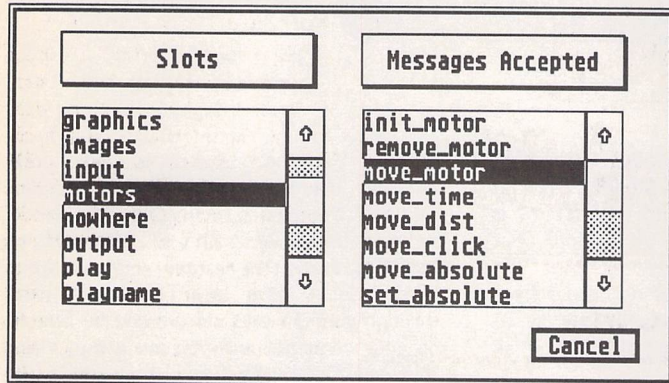 Slots
graphics
images
input
motors
nowhere
output
play
playname
Messages Accepted
init_motor
remove_motor
move_motor
move_time
move_dist
move_click
move_absolute
set_absolute
Cancel